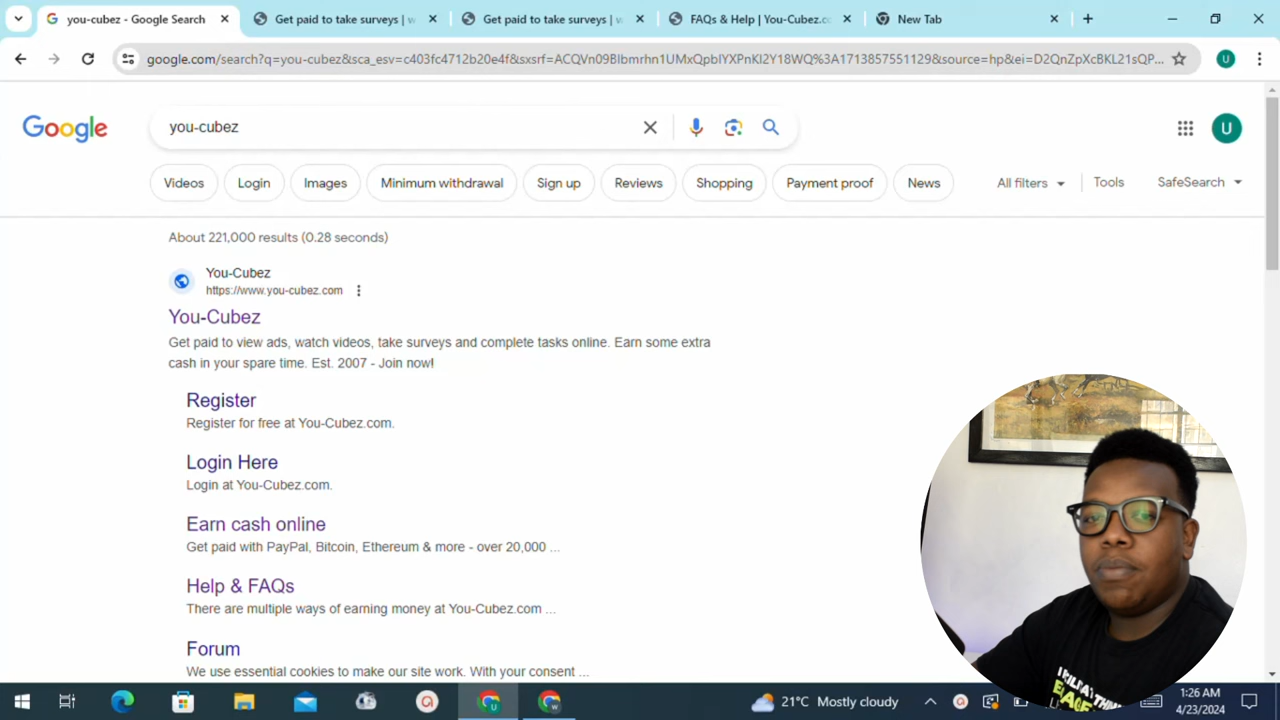 you-cubez - Google Search
Get paid to take surveys | w
Get paid to take surveys | w
FAQs & Help | You-Cubez.co
New Tab
google.com/search?q=you-cubez&sca_esv=c403fc4712b20e4f&sxsrf=ACQVn09BIbmrhn1UMxQpbIYXPnKI2Y18WQ%3A1713857551129&source=hp&ei=D2QnZpXcBKL21sQP...
U
Google
you-cubez
U
Videos
Login
Images
Minimum withdrawal
Sign up
Reviews
Shopping
Payment proof
News
All filters
Tools
SafeSearch
About 221,000 results (0.28 seconds)
You-Cubez
https://www.you-cubez.com
You-Cubez
Get paid to view ads, watch videos, take surveys and complete tasks online. Earn some extra
cash in your spare time. Est. 2007 - Join now!
Register
Register for free at You-Cubez.com.
Login Here
Login at You-Cubez.com.
Earn cash online
Get paid with PayPal, Bitcoin, Ethereum & more - over 20,000 ...
Help & FAQs
There are multiple ways of earning money at You-Cubez.com ...
Forum
We use essential cookies to make our site work. With your consent ...
21°C Mostly cloudy
1:26 AM
4/23/2024